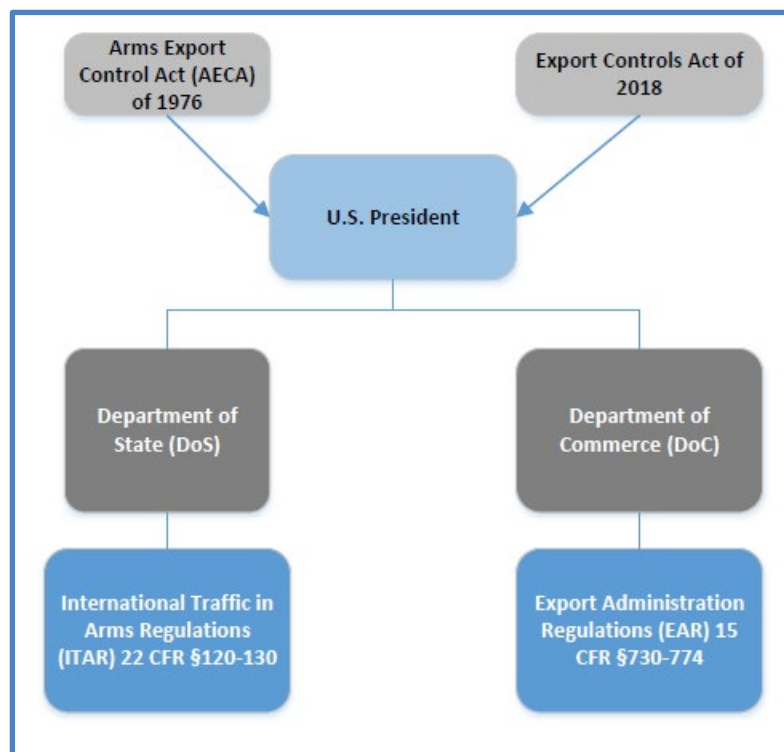 Arms Export
Control Act (AECA)
of 1976
Export Controls Act of
2018
U.S. President
Department of
State (DoS)
Department of
Commerce (DoC)
International Traffic in
Arms Regulations
(ITAR) 22 CFR §120-130
Export Administration
Regulations (EAR) 15
CFR §730-774